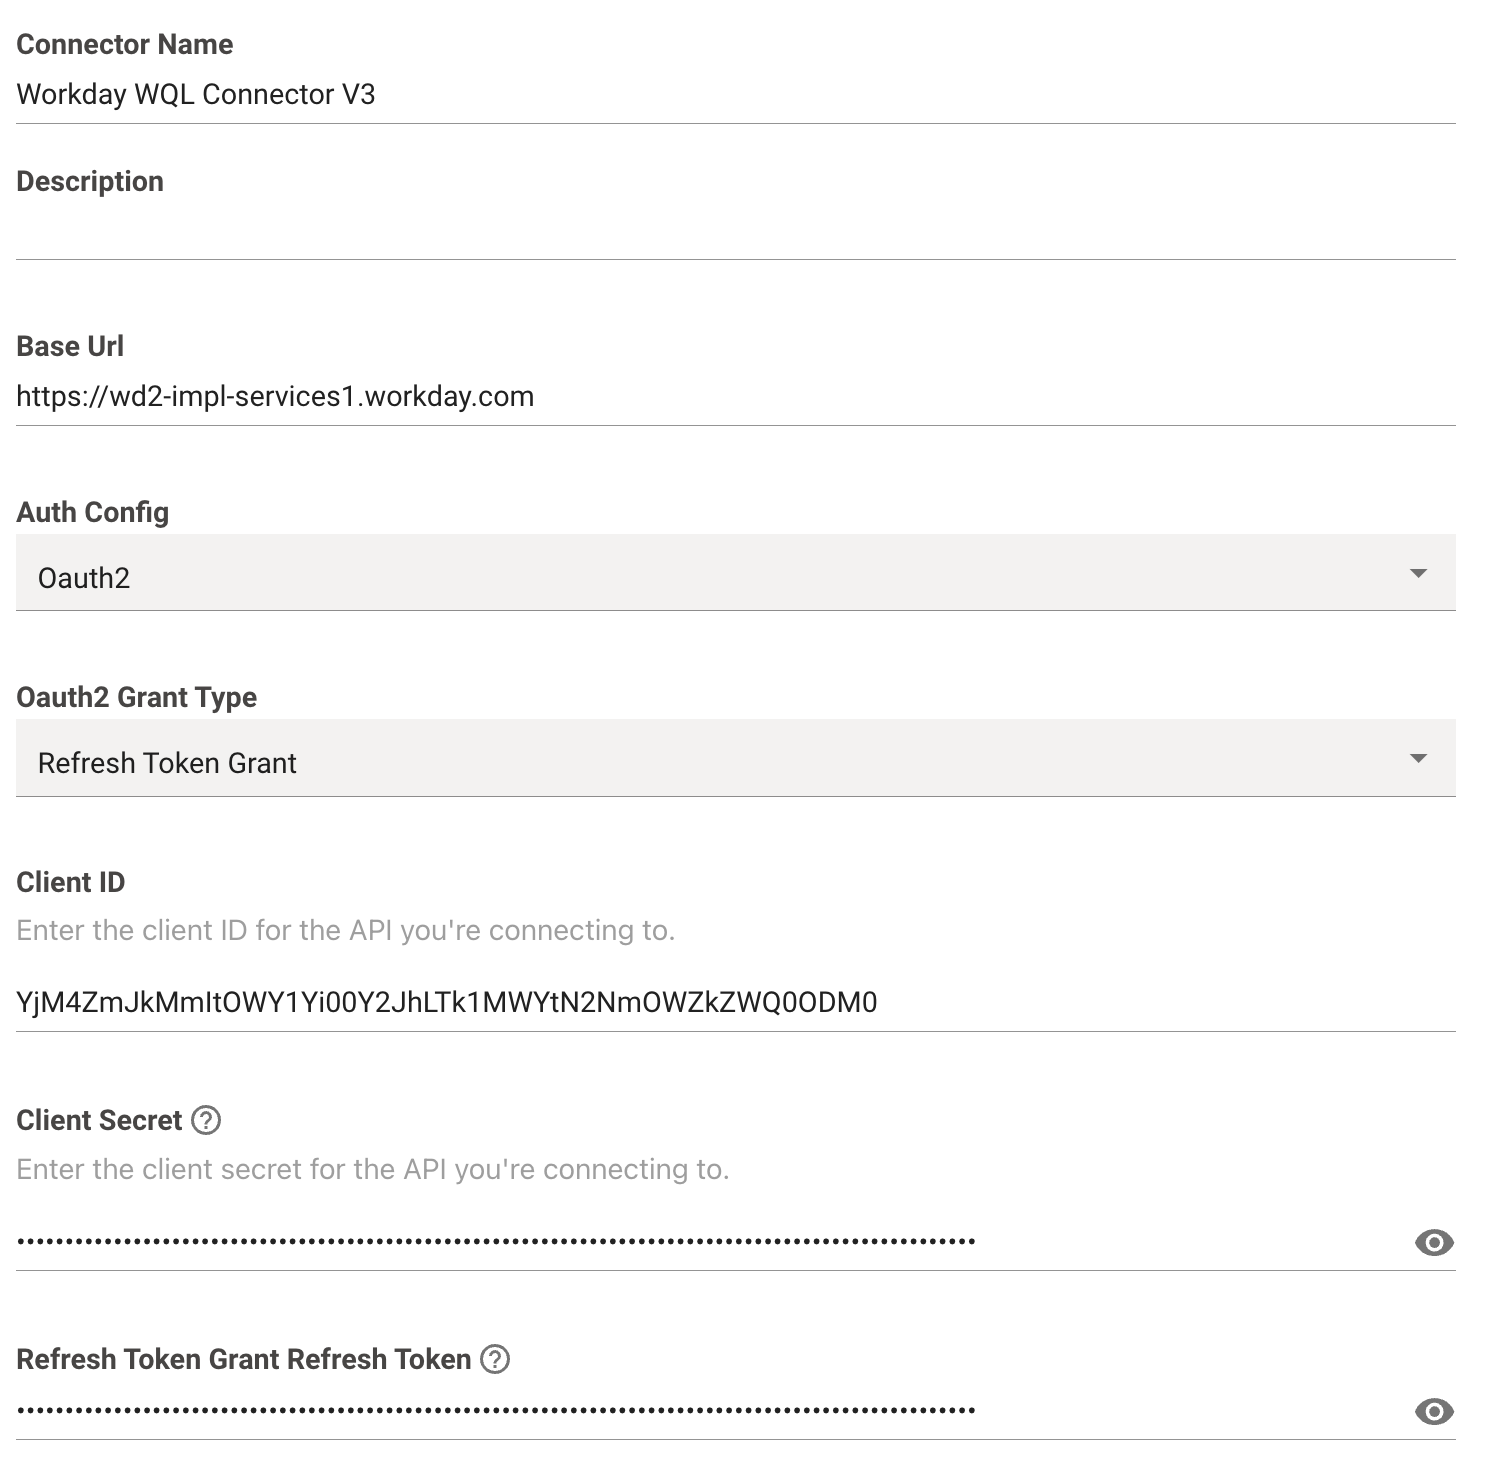 Connector Name
Workday WQL Connector V3
Description
Base Url
https://wd2-impl-services1.workday.com
Auth Config
Oauth2
Oauth2 Grant Type
Refresh Token Grant
Client ID
Enter the client ID for the API you're connecting to.
YjM4ZmJkMmItOWY1Yi00Y2JhLTk1MWYtN2NmOWZkZWQ0ODM0
Client Secret
Enter the client secret for the API you're connecting to.
Refresh Token Grant Refresh Token